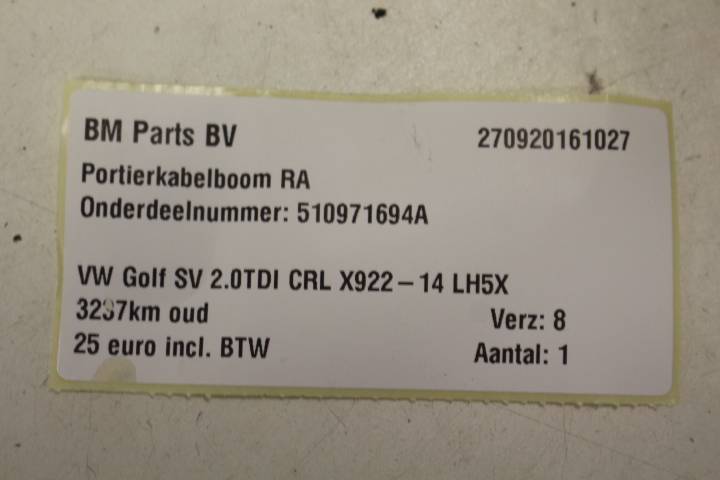 BM Parts BV 270920161027
Portierkabelboom RA
Onderdeelnummer: 510971694A
VW Golf SV 2.0TDI CRL X922-14 LH5X
km oud Verz: 8
25 euro incl. BTW Aantal: 1